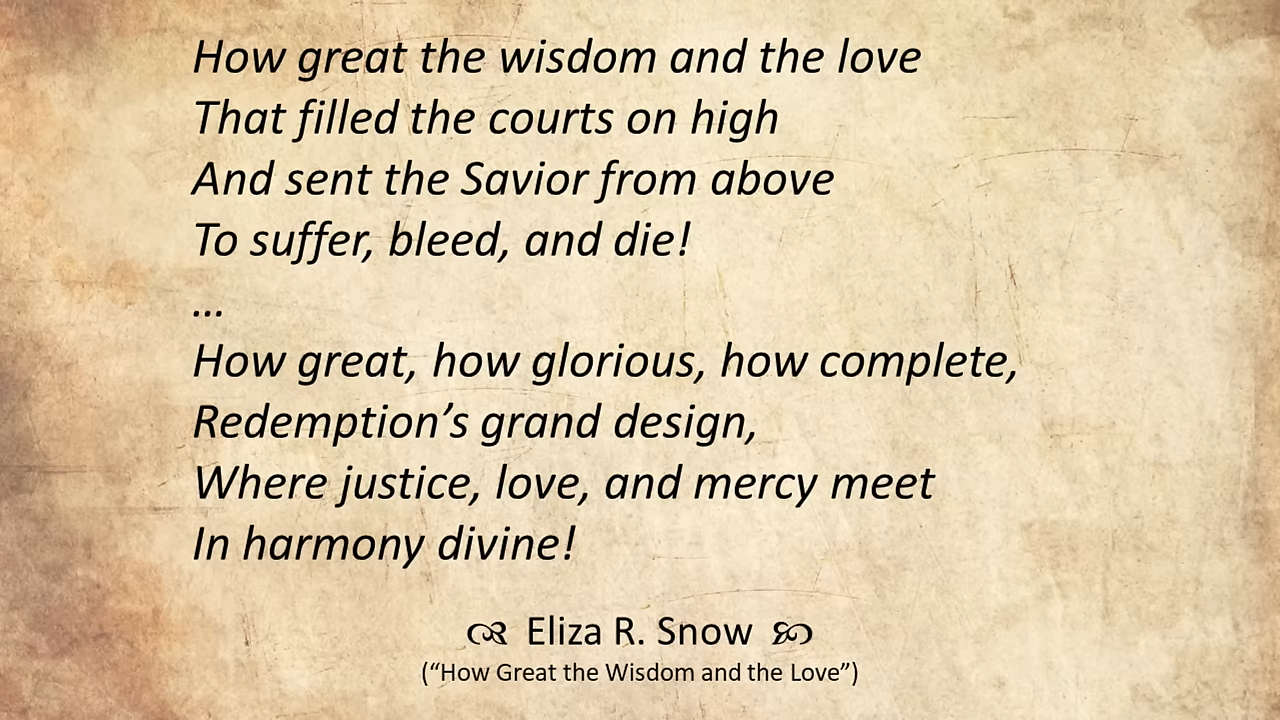 How great the wisdom and the love
That filled the courts on high
And sent the Savior from above
To suffer, bleed, and die!
…
How great, how glorious, how complete,
Redemption’s grand design,
Where justice, love, and mercy meet
In harmony divine!
Eliza R. Snow
(“How Great the Wisdom and the Love”)